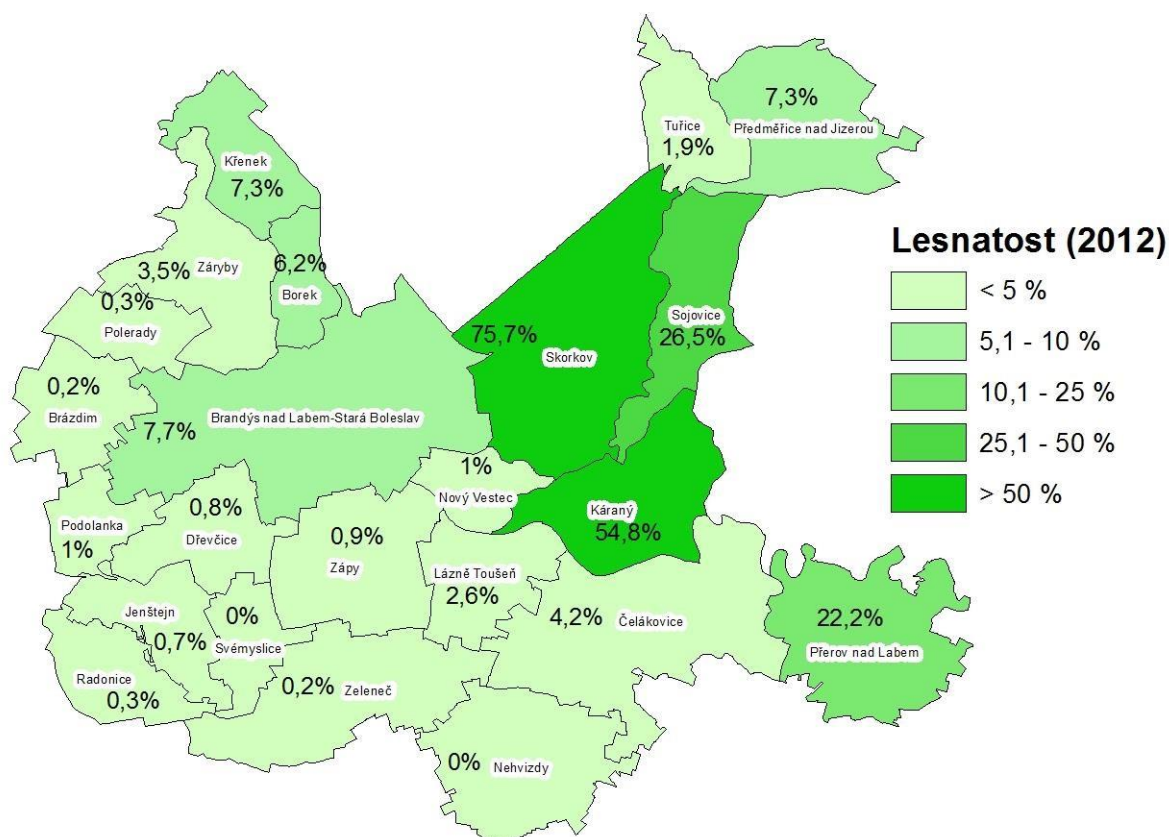 7,3%
Předměřice nad Jizerou
Tuřice
1,9%
Křenek
7,3%
Lesnatost (2012)
< 5 %
5,1 - 10 %
10,1 - 25 %
25,1 - 50 %
> 50 %
3,5%
Záryby
6,2%
Borek
0,3%
Polerady
75,7%
Skorkov
Sojovice
26,5%
0,2%
Brázdim
Brandýs nad Labem-Stará Boleslav
7,7%
1%
Nový Vestec
Káraný
54,8%
Podolanka
1%
0,8%
Dřevčice
0,9%
Zápy
Lázně Toušeň
2,6%
4,2%
Čelákovice
22,2%
Přerov nad Labem
Jenštejn
0,7%
0%
Svémyslice
Radonice
0,3%
0,2%
Zeleneč
0%
Nehvizdy